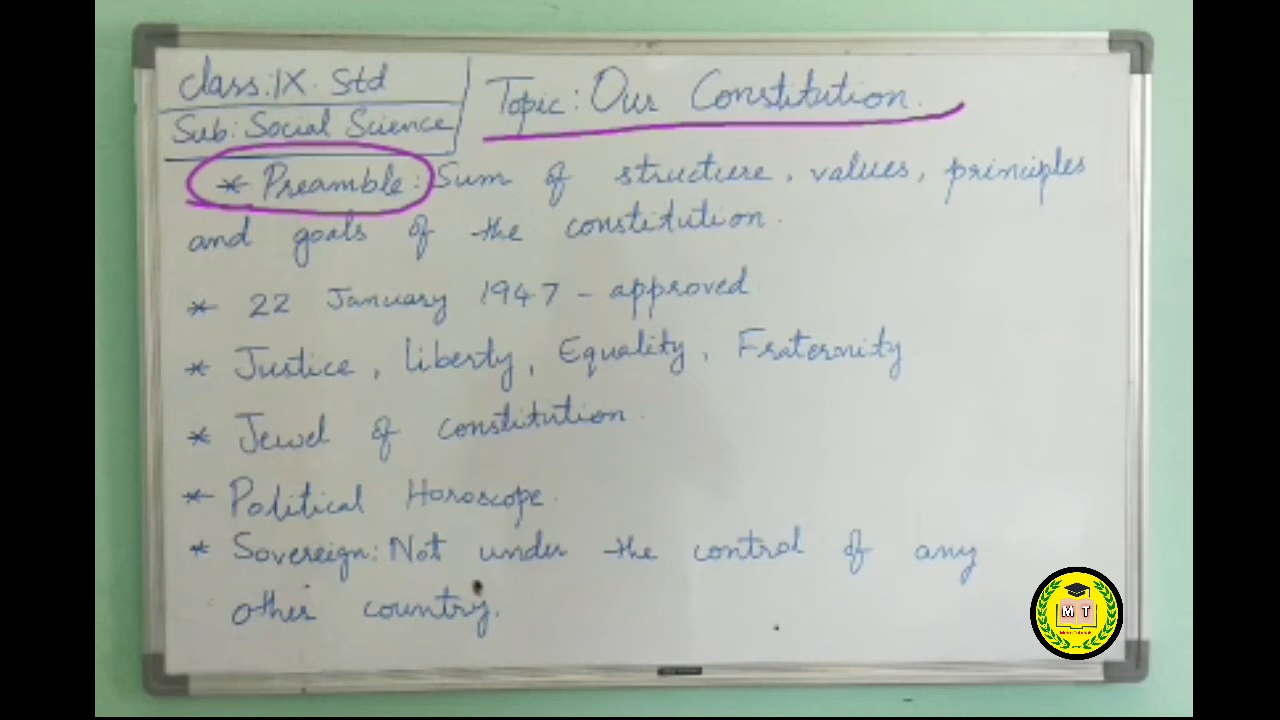 Class: IX. Std
Sub: Social Science
Topic: Our Constitution.
* Preamble: Sum of structure, values, principles
and goals of the constitution.
* 22 January 1947 - approved
* Justice, Liberty, Equality, Fraternity
* Jewel of constitution.
* Political Horoscope.
* Sovereign: Not under the control of any
other country.
M T